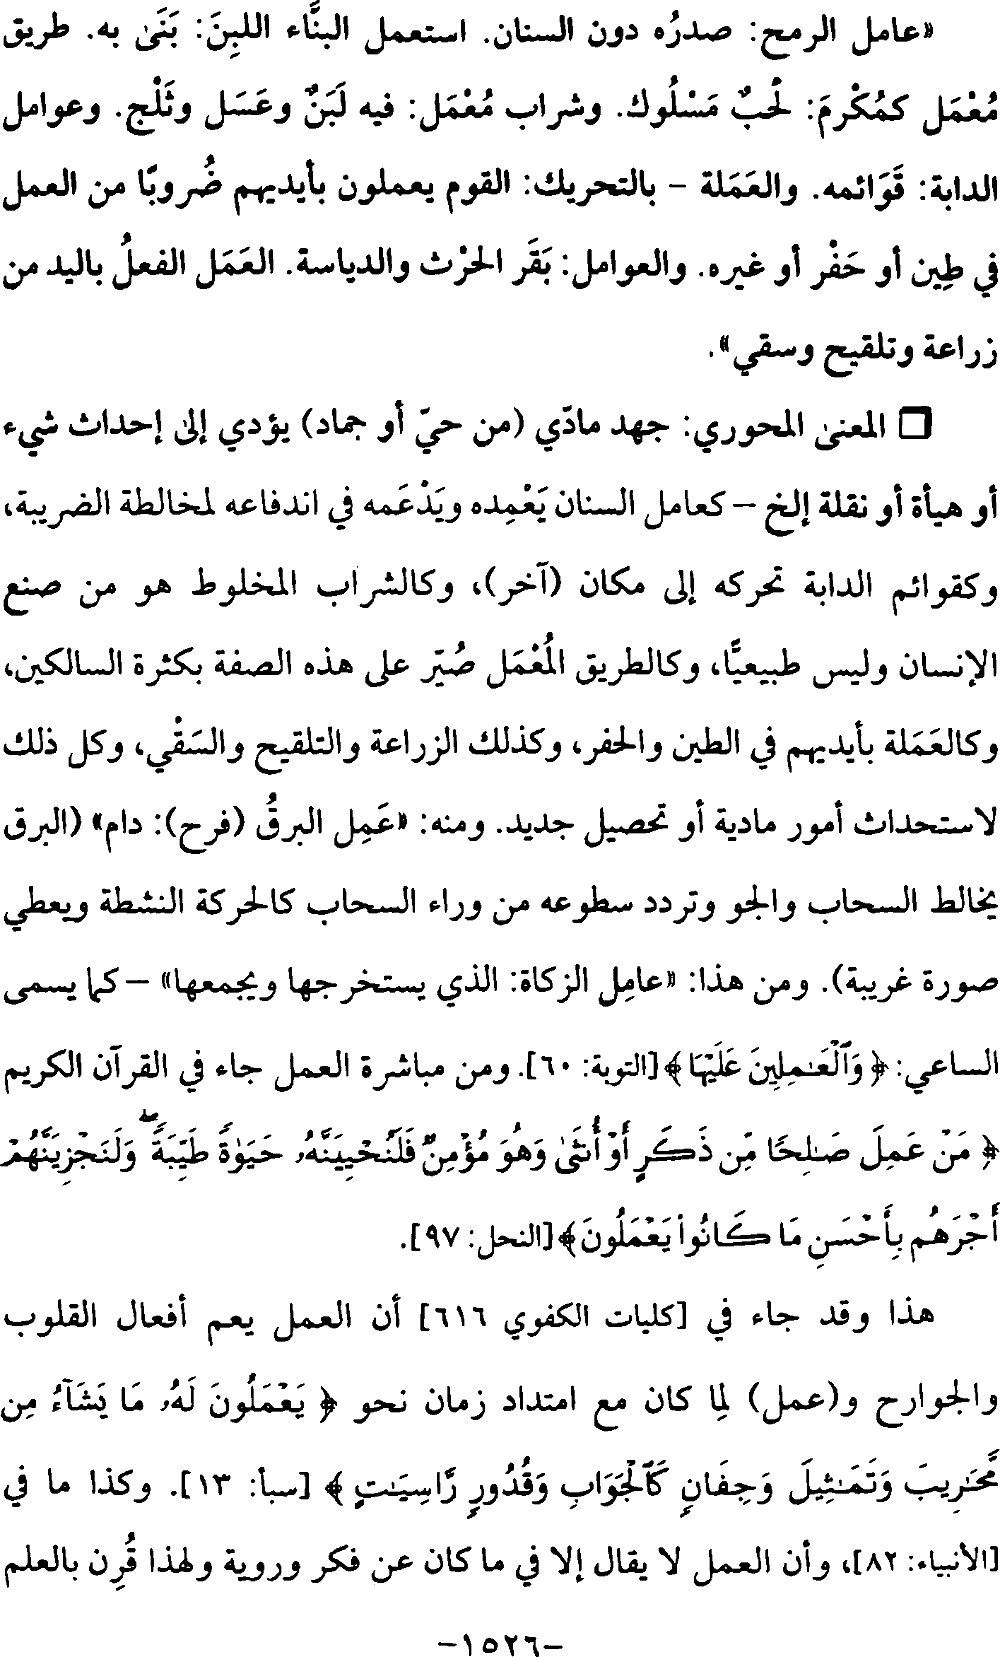 «عامل الرمح: صدرُه دون السنان. استعمل البنَّاء اللبِنَ: بَنَى به. طريق
مُعْمَل كمُكْرمَ: لَحْبٌ مَسْلُوك. وشراب مُعْمَل: فيه لَبَنٌ وعَسَل وثَلْج. وعوامل
الدابة: قَوَائمه. والعَمَلة – بالتحريك: القوم يعملون بأيديهم ضُروبًا من العمل
في طِين أو حَفْر أو غيره. والعوامل: بَقَر الحرْث والدياسة. العَمَل الفعلُ باليد من
زراعة وتلقيح وسقي».
□ المعنى المحوري: جهد مادّي (من حيّ أو جماد) يؤدي إلى إحداث شيء
أو هيأة أو نقلة إلخ – كعامل السنان يَعْمِده ويَدْعَمه في اندفاعه لمخالطة الضريبة،
وكقوائم الدابة تحركه إلى مكان (آخر)، وكالشراب المخلوط هو من صنع
الإنسان وليس طبيعيًّا، وكالطريق المُعْمَل صُيّر على هذه الصفة بكثرة السالكين،
وكالعَمَلة بأيديهم في الطين والحفر، وكذلك الزراعة والتلقيح والسَقْي، وكل ذلك
لاستحداث أمور مادية أو تحصيل جديد. ومنه: «عَمِل البرقُ (فرح): دام» (البرق
يخالط السحاب والجو وتردد سطوعه من وراء السحاب كالحركة النشطة ويعطي
صورة غريبة). ومن هذا: «عامِل الزكاة: الذي يستخرجها ويجمعها» – كما يسمى
الساعي: ﴿وَٱلْعَـٰمِلِينَ عَلَيْهَا﴾ [التوبة: ٦٠]. ومن مباشرة العمل جاء في القرآن الكريم
﴿مَنْ عَمِلَ صَـٰلِحًا مِّن ذَكَرٍ أَوْ أُنثَىٰ وَهُوَ مُؤْمِنٌ فَلَنُحْيِيَنَّهُۥ حَيَوٰةً طَيِّبَةً ۖ وَلَنَجْزِيَنَّهُمْ
أَجْرَهُم بِأَحْسَنِ مَا كَانُوا۟ يَعْمَلُونَ﴾ [النحل: ٩٧].
هذا وقد جاء في [كليات الكفوي ٦١٦] أن العمل يعم أفعال القلوب
والجوارح و(عمل) لِما كان مع امتداد زمان نحو ﴿يَعْمَلُونَ لَهُۥ مَا يَشَآءُ مِن
مَّحَـٰرِيبَ وَتَمَـٰثِيلَ وَجِفَانٍ كَٱلْجَوَابِ وَقُدُورٍ رَّاسِيَـٰتٍ﴾ [سبأ: ١٣]. وكذا ما في
[الأنبياء: ٨٢]، وأن العمل لا يقال إلا في ما كان عن فكر وروية ولهذا قُرِن بالعلم
–١٥٢٦–